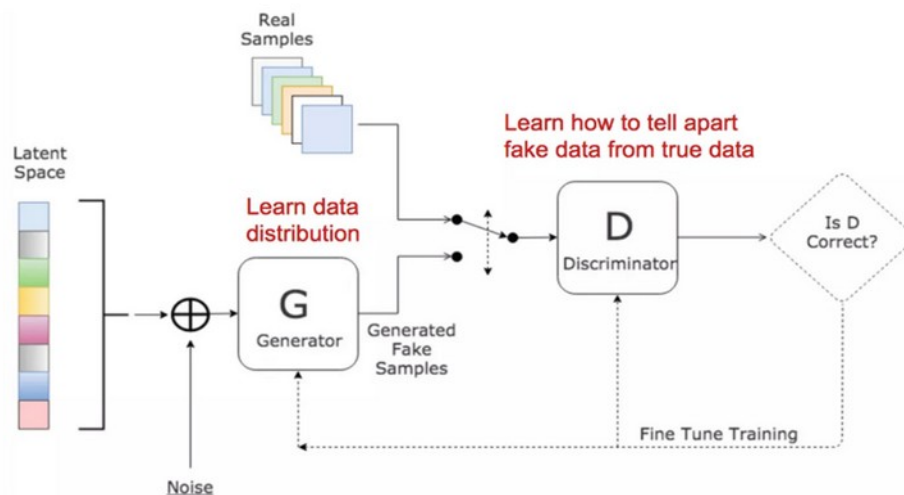 Real
Samples
Learn how to tell apart
fake data from true data
Latent
Space
Learn data
distribution
Is D
Correct?
D
Discriminator
G
Generator
Generated
Fake
Samples
Fine Tune Training
Noise